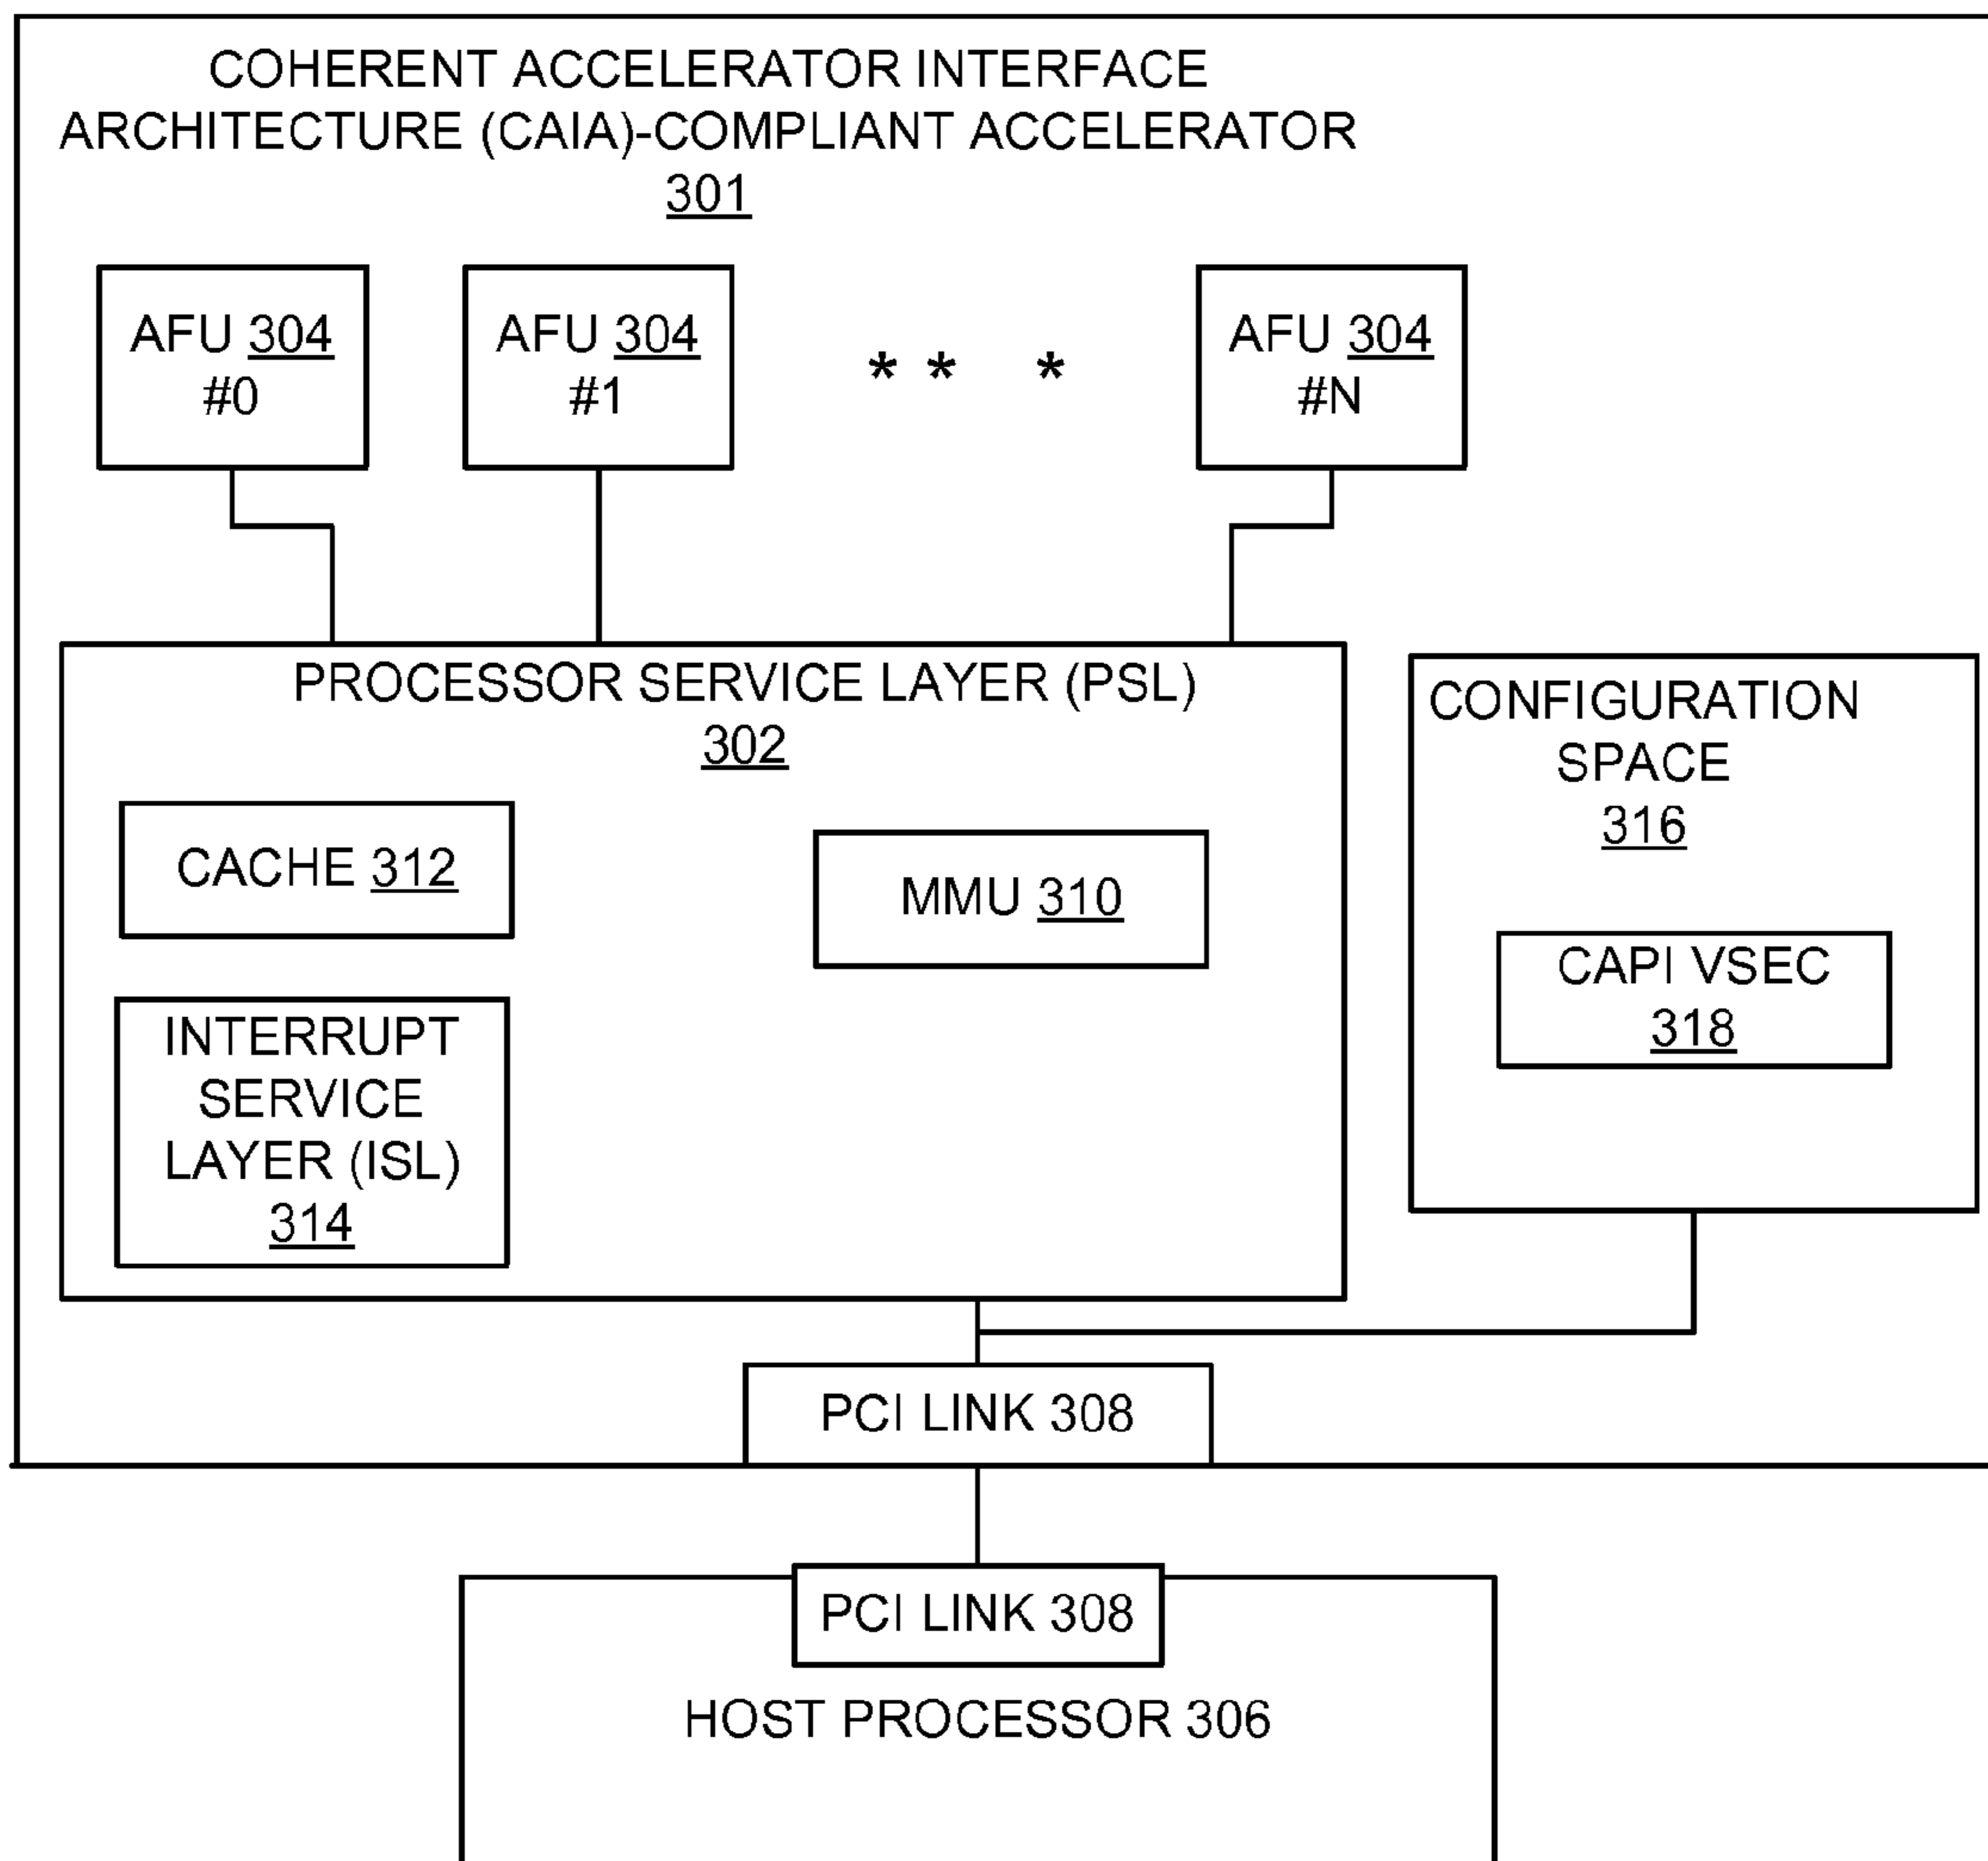 COHERENT ACCELERATOR INTERFACE
ARCHITECTURE (CAIA)-COMPLIANT ACCELERATOR
301
AFU 304
#0
AFU 304
#1
* * *
AFU 304
#N
PROCESSOR SERVICE LAYER (PSL)
302
CACHE 312
MMU 310
INTERRUPT
SERVICE
LAYER (ISL)
314
CONFIGURATION
SPACE
316
CAPI VSEC
318
PCI LINK 308
PCI LINK 308
HOST PROCESSOR 306